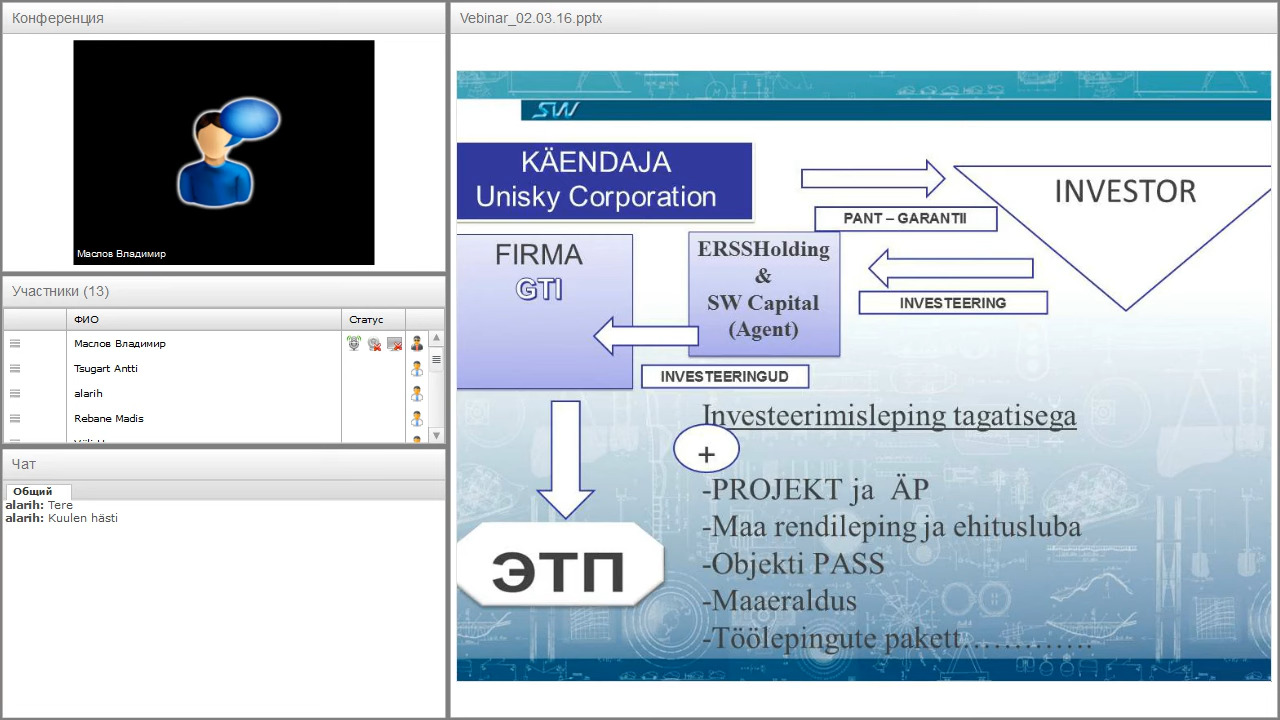 Конференция
Маслов Владимир
Участники (13)
ФИО
Статус
Маслов Владимир
Tsugart Antti
alarih
Rebane Madis
Чат
Общий
alarih: Tere
alarih: Kuulen hästi
Vebinar_02.03.16.pptx
SW
KÄENDAJA
Unisky Corporation
INVESTOR
PANT – GARANTII
FIRMA
GTI
ERSSHolding
&
SW Capital
(Agent)
INVESTEERING
INVESTEERINGUD
Investeerimisleping tagatisega
+
-PROJEKT ja ÄP
-Maa rendileping ja ehitusluba
-Objekti PASS
-Maaeraldus
-Töölepingute pakett.............
ЭТП